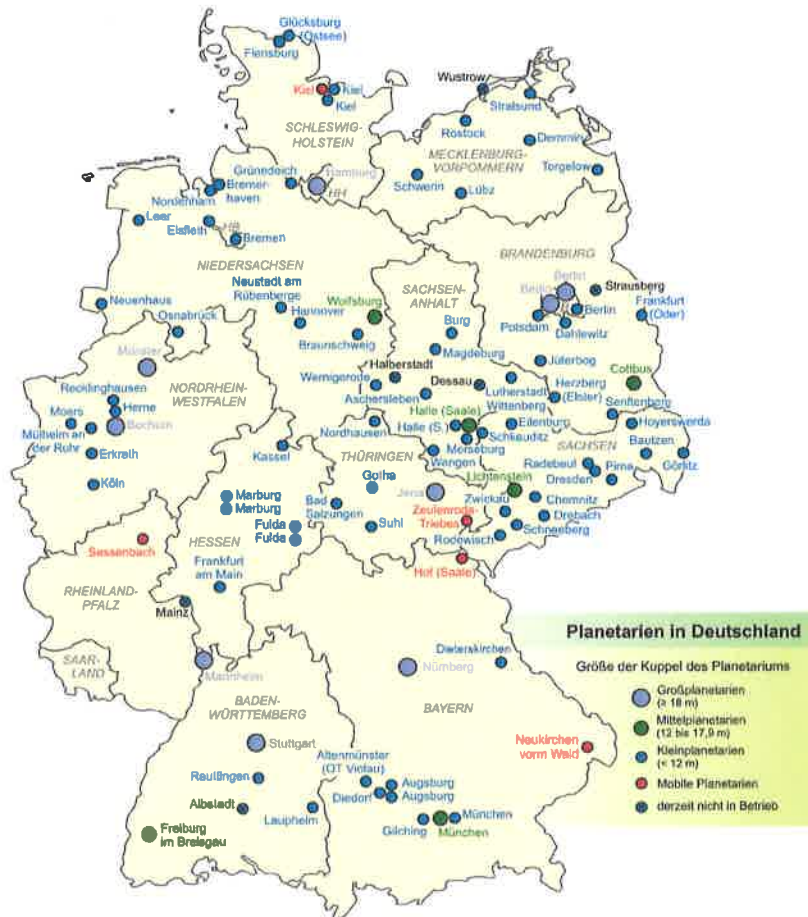 Glücksburg
(Ostsee)
Flensburg
Kiel
Kiel
Kiel
Wustrow
Stralsund
SCHLESWIG-
HOLSTEIN
Rostock
Demmin
MECKLENBURG-
VORPOMMERN
Torgelow
Schwerin
Lübz
Gründeich
Hamburg
HH
Bremer-
haven
Nordenham
Leer
Elsfleth
HB
Bremen
NIEDERSACHSEN
BRANDENBURG
Neustadt am
Rübenberge
Hannover
Wolfsburg
SACHSEN-
ANHALT
Berlin
Berlin
Berlin
Strausberg
Frankfurt
(Oder)
Neuenhaus
Osnabrück
Braunschweig
Burg
Magdeburg
Potsdam
Dahlewitz
Münster
Halberstadt
Wernigerode
Dessau
Jüterbog
Cottbus
NORDRHEIN-
WESTFALEN
Recklinghausen
Herne
Moers
Bochum
Mülheim an
der Ruhr
Erkrath
Köln
Aschersleben
Lutherstadt
Wittenberg
Herzberg
(Elster)
Senftenberg
Halle (Saale)
Halle (S.)
Eilenburg
Hoyerswerda
Nordhausen
Schkeuditz
Merseburg
Wangen
SACHSEN
Bautzen
Kassel
THÜRINGEN
Gotha
Radebeul
Pirna
Görlitz
Dresden
Lichtenstein
Marburg
Marburg
Jena
Zwickau
Chemnitz
Bad
Salzungen
Zeulenroda-
Triebes
Drebach
Fulda
Fulda
Suhl
Schneeberg
Rodewisch
Sessenbach
HESSEN
Hof (Saale)
Frankfurt
am Main
RHEINLAND-
PFALZ
Mainz
SAAR-
LAND
Mannheim
Dieterskirchen
Nürnberg
BADEN-
WÜRTTEMBERG
BAYERN
Stuttgart
Neukirchen
vorm Wald
Altenmünster
(OT Violau)
Reutlingen
Augsburg
Diedorf
Augsburg
Albstadt
Laupheim
München
Gilching
München
Freiburg
im Breisgau
Planetarien in Deutschland
Größe der Kuppel des Planetariums
Großplanetarien
(≥ 18 m)
Mittelplanetarien
(12 bis 17,9 m)
Kleinplanetarien
(< 12 m)
Mobile Planetarien
derzeit nicht in Betrieb